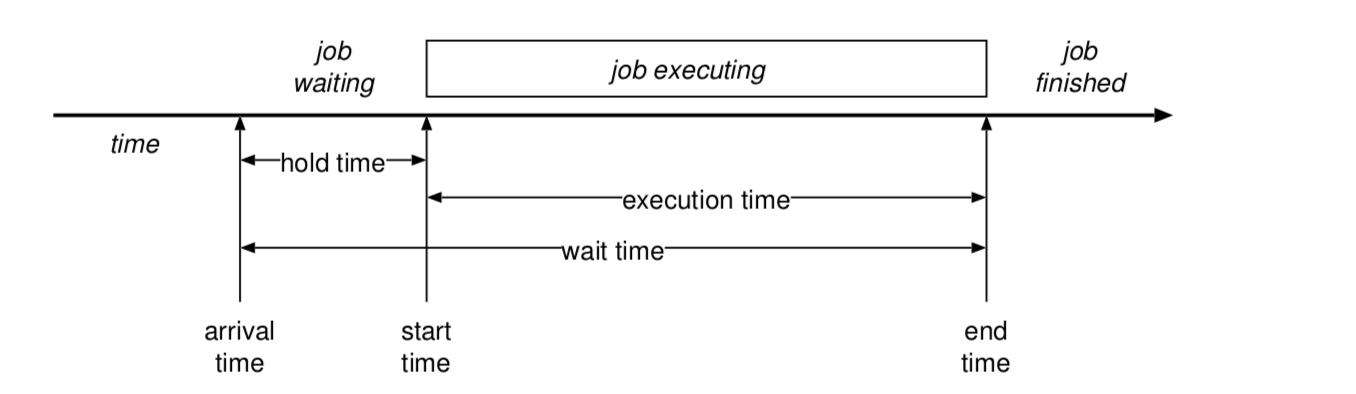 job
waiting
job executing
job
finished
time
hold time
execution time
wait time
arrival
time
start
time
end
time